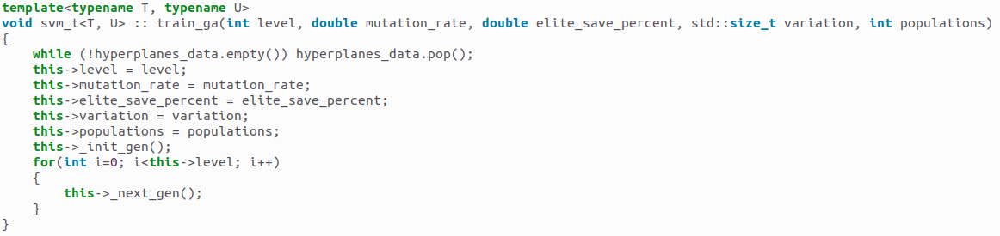 template<typename T, typename U>
void svm_t<T, U> :: train_ga(int level, double mutation_rate, double elite_save_percent, std::size_t variation, int populations)
{
    while (!hyperplanes_data.empty()) hyperplanes_data.pop();
    this->level = level;
    this->mutation_rate = mutation_rate;
    this->elite_save_percent = elite_save_percent;
    this->variation = variation;
    this->populations = populations;
    this->_init_gen();
    for(int i=0; i<this->level; i++)
    {
        this->_next_gen();
    }
}